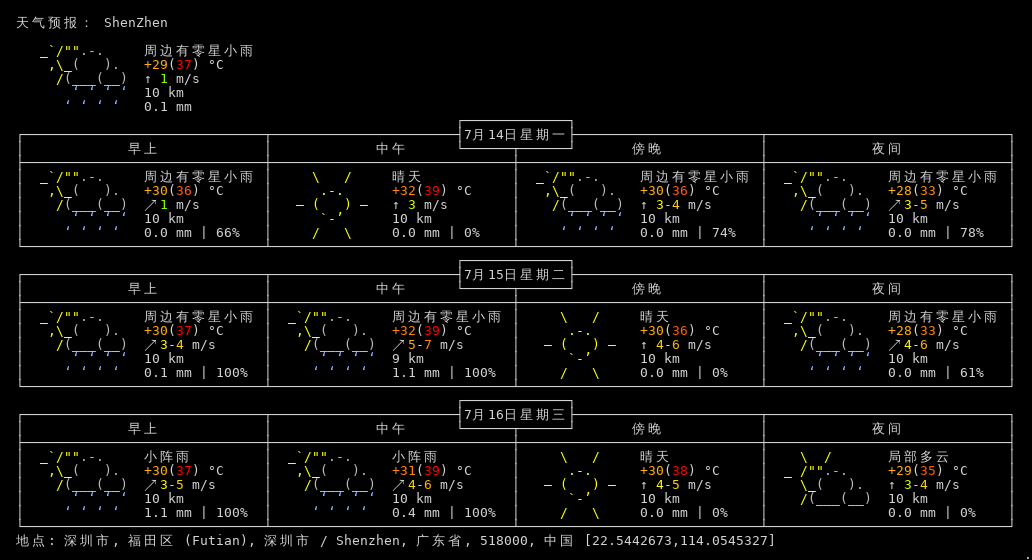 天气预报： ShenZhen
周边有零星小雨
+29(37) °C
↑ 1 m/s
10 km
0.1 mm
7月14日星期一
早上 中午 傍晚 夜间
周边有零星小雨 晴天 周边有零星小雨 周边有零星小雨
+30(36) °C +32(39) °C +30(36) °C +28(33) °C
↗1 m/s ↑ 3 m/s ↑ 3-4 m/s ↗3-5 m/s
10 km 10 km 10 km 10 km
0.0 mm | 66% 0.0 mm | 0% 0.0 mm | 74% 0.0 mm | 78%
7月15日星期二
早上 中午 傍晚 夜间
周边有零星小雨 周边有零星小雨 晴天 周边有零星小雨
+30(37) °C +32(39) °C +30(36) °C +28(33) °C
↗3-4 m/s ↗5-7 m/s ↑ 4-6 m/s ↗4-6 m/s
10 km 9 km 10 km 10 km
0.1 mm | 100% 1.1 mm | 100% 0.0 mm | 0% 0.0 mm | 61%
7月16日星期三
早上 中午 傍晚 夜间
小阵雨 小阵雨 晴天 局部多云
+30(37) °C +31(39) °C +30(38) °C +29(35) °C
↗3-5 m/s ↗4-6 m/s ↑ 4-5 m/s ↑ 3-4 m/s
10 km 10 km 10 km 10 km
1.1 mm | 100% 0.4 mm | 100% 0.0 mm | 0% 0.0 mm | 0%
地点: 深圳市, 福田区 (Futian), 深圳市 / Shenzhen, 广东省, 518000, 中国 [22.5442673,114.0545327]